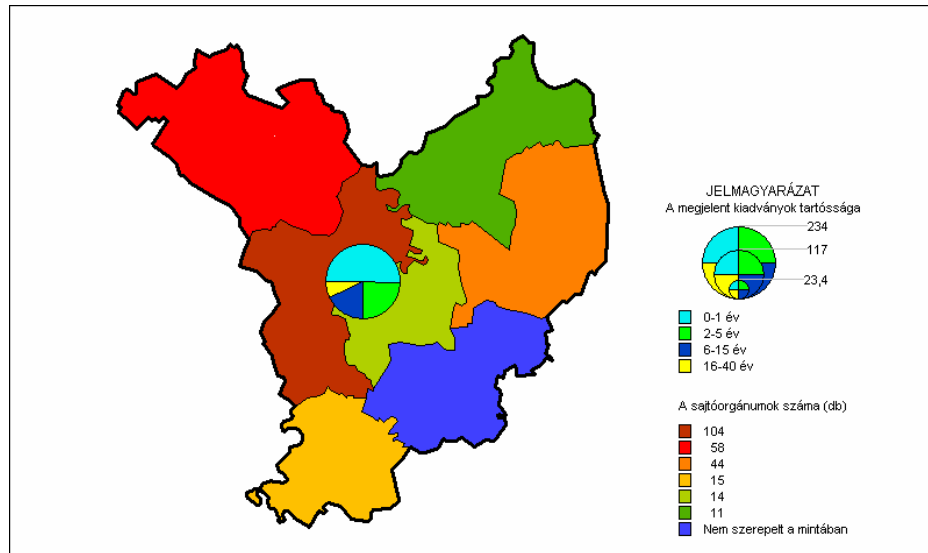 JELMAGYARÁZAT
A megjelent kiadványok tartóssága
234
117
23,4
0-1 év
2-5 év
6-15 év
16-40 év
A sajtóorgánumok száma (db)
104
58
44
15
14
11
Nem szerepelt a mintában